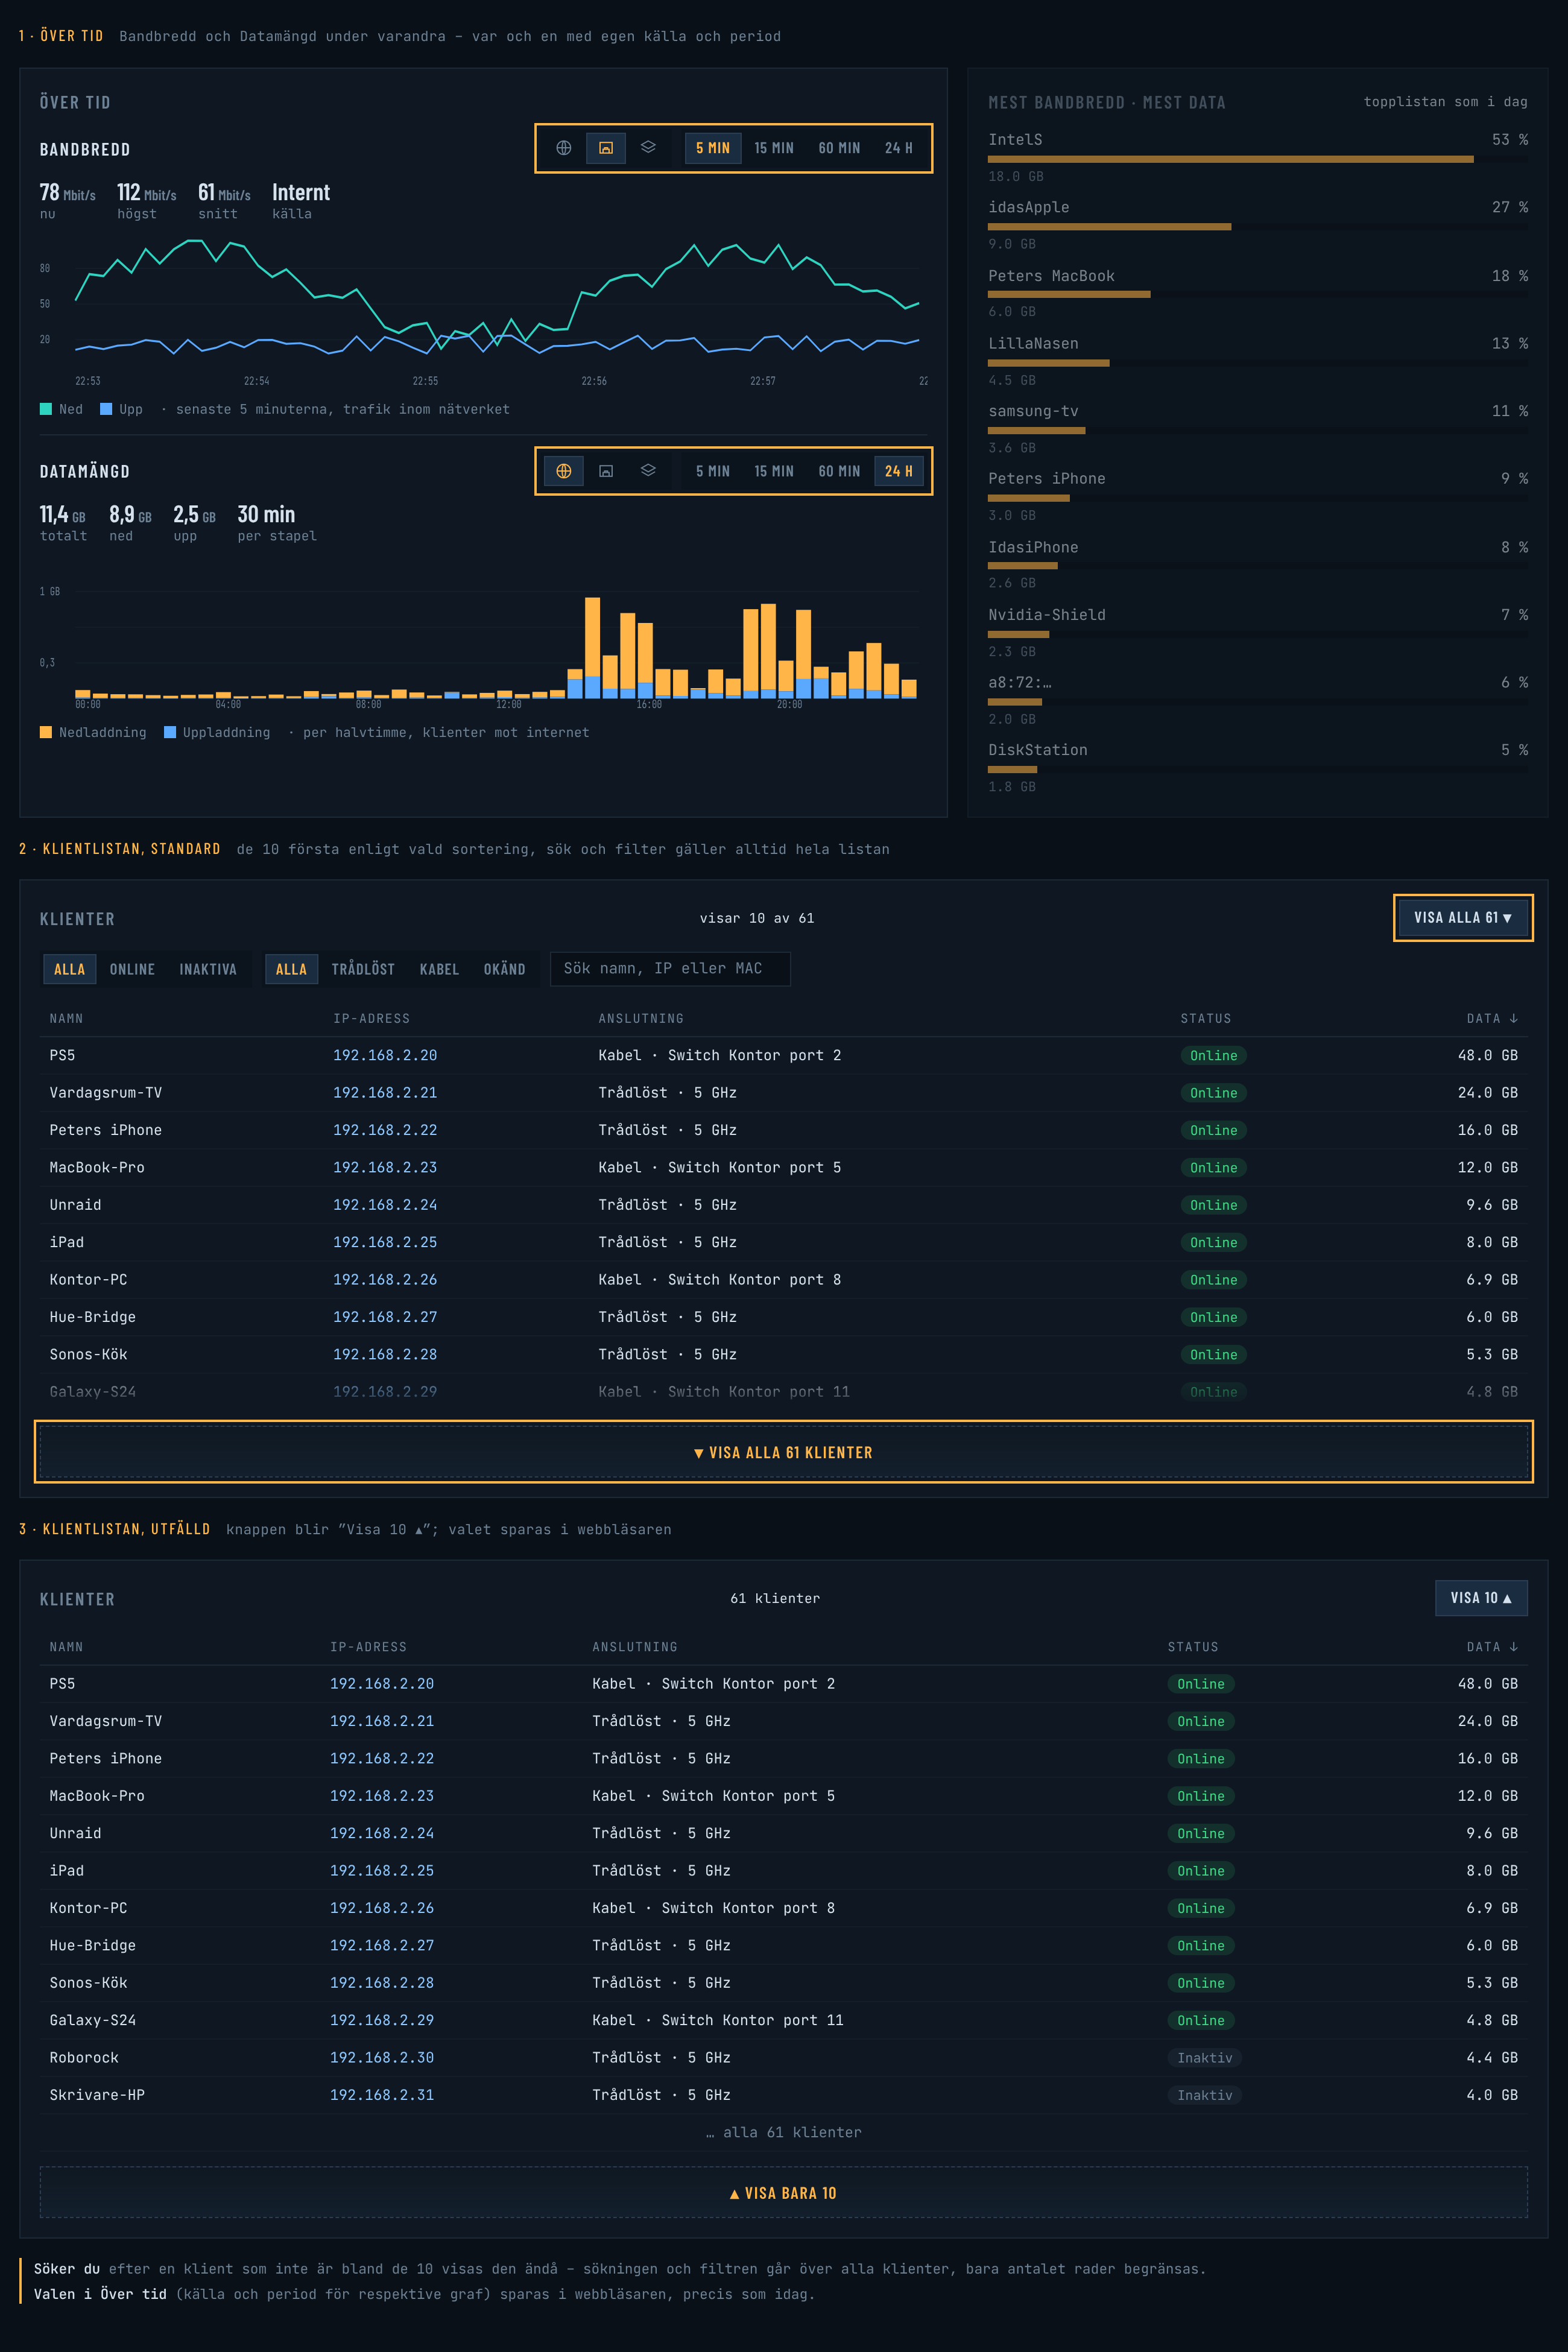 1 · ÖVER TID Bandbredd och Datamängd under varandra – var och en med egen källa och period
ÖVER TID
BANDBREDD
5 MIN 15 MIN 60 MIN 24 H
78 Mbit/s 112 Mbit/s 61 Mbit/s Internt
nu högst snitt källa
80
50
20
22:53 22:54 22:55 22:56 22:57 22
Ned Upp · senaste 5 minuterna, trafik inom nätverket
DATAMÄNGD
5 MIN 15 MIN 60 MIN 24 H
11,4 GB 8,9 GB 2,5 GB 30 min
totalt ned upp per stapel
1 GB
0,3
00:00 04:00 08:00 12:00 16:00 20:00
Nedladdning Uppladdning · per halvtimme, klienter mot internet
MEST BANDBREDD · MEST DATA topplistan som i dag
IntelS 53 %
18.0 GB
idasApple 27 %
9.0 GB
Peters MacBook 18 %
6.0 GB
LillaNasen 13 %
4.5 GB
samsung-tv 11 %
3.6 GB
Peters iPhone 9 %
3.0 GB
IdasiPhone 8 %
2.6 GB
Nvidia-Shield 7 %
2.3 GB
a8:72:… 6 %
2.0 GB
DiskStation 5 %
1.8 GB
2 · KLIENTLISTAN, STANDARD de 10 första enligt vald sortering, sök och filter gäller alltid hela listan
KLIENTER visar 10 av 61 VISA ALLA 61 ▼
ALLA ONLINE INAKTIVA ALLA TRÅDLÖST KABEL OKÄND Sök namn, IP eller MAC
NAMN IP-ADRESS ANSLUTNING STATUS DATA ↓
PS5 192.168.2.20 Kabel · Switch Kontor port 2 Online 48.0 GB
Vardagsrum-TV 192.168.2.21 Trådlöst · 5 GHz Online 24.0 GB
Peters iPhone 192.168.2.22 Trådlöst · 5 GHz Online 16.0 GB
MacBook-Pro 192.168.2.23 Kabel · Switch Kontor port 5 Online 12.0 GB
Unraid 192.168.2.24 Trådlöst · 5 GHz Online 9.6 GB
iPad 192.168.2.25 Trådlöst · 5 GHz Online 8.0 GB
Kontor-PC 192.168.2.26 Kabel · Switch Kontor port 8 Online 6.9 GB
Hue-Bridge 192.168.2.27 Trådlöst · 5 GHz Online 6.0 GB
Sonos-Kök 192.168.2.28 Trådlöst · 5 GHz Online 5.3 GB
Galaxy-S24 192.168.2.29 Kabel · Switch Kontor port 11 Online 4.8 GB
▼ VISA ALLA 61 KLIENTER
3 · KLIENTLISTAN, UTFÄLLD knappen blir ”Visa 10 ▲”; valet sparas i webbläsaren
KLIENTER 61 klienter VISA 10 ▲
NAMN IP-ADRESS ANSLUTNING STATUS DATA ↓
PS5 192.168.2.20 Kabel · Switch Kontor port 2 Online 48.0 GB
Vardagsrum-TV 192.168.2.21 Trådlöst · 5 GHz Online 24.0 GB
Peters iPhone 192.168.2.22 Trådlöst · 5 GHz Online 16.0 GB
MacBook-Pro 192.168.2.23 Kabel · Switch Kontor port 5 Online 12.0 GB
Unraid 192.168.2.24 Trådlöst · 5 GHz Online 9.6 GB
iPad 192.168.2.25 Trådlöst · 5 GHz Online 8.0 GB
Kontor-PC 192.168.2.26 Kabel · Switch Kontor port 8 Online 6.9 GB
Hue-Bridge 192.168.2.27 Trådlöst · 5 GHz Online 6.0 GB
Sonos-Kök 192.168.2.28 Trådlöst · 5 GHz Online 5.3 GB
Galaxy-S24 192.168.2.29 Kabel · Switch Kontor port 11 Online 4.8 GB
Roborock 192.168.2.30 Trådlöst · 5 GHz Inaktiv 4.4 GB
Skrivare-HP 192.168.2.31 Trådlöst · 5 GHz Inaktiv 4.0 GB
… alla 61 klienter
▲ VISA BARA 10
Söker du efter en klient som inte är bland de 10 visas den ändå – sökningen och filtren går över alla klienter, bara antalet rader begränsas.
Valen i Över tid (källa och period för respektive graf) sparas i webbläsaren, precis som idag.